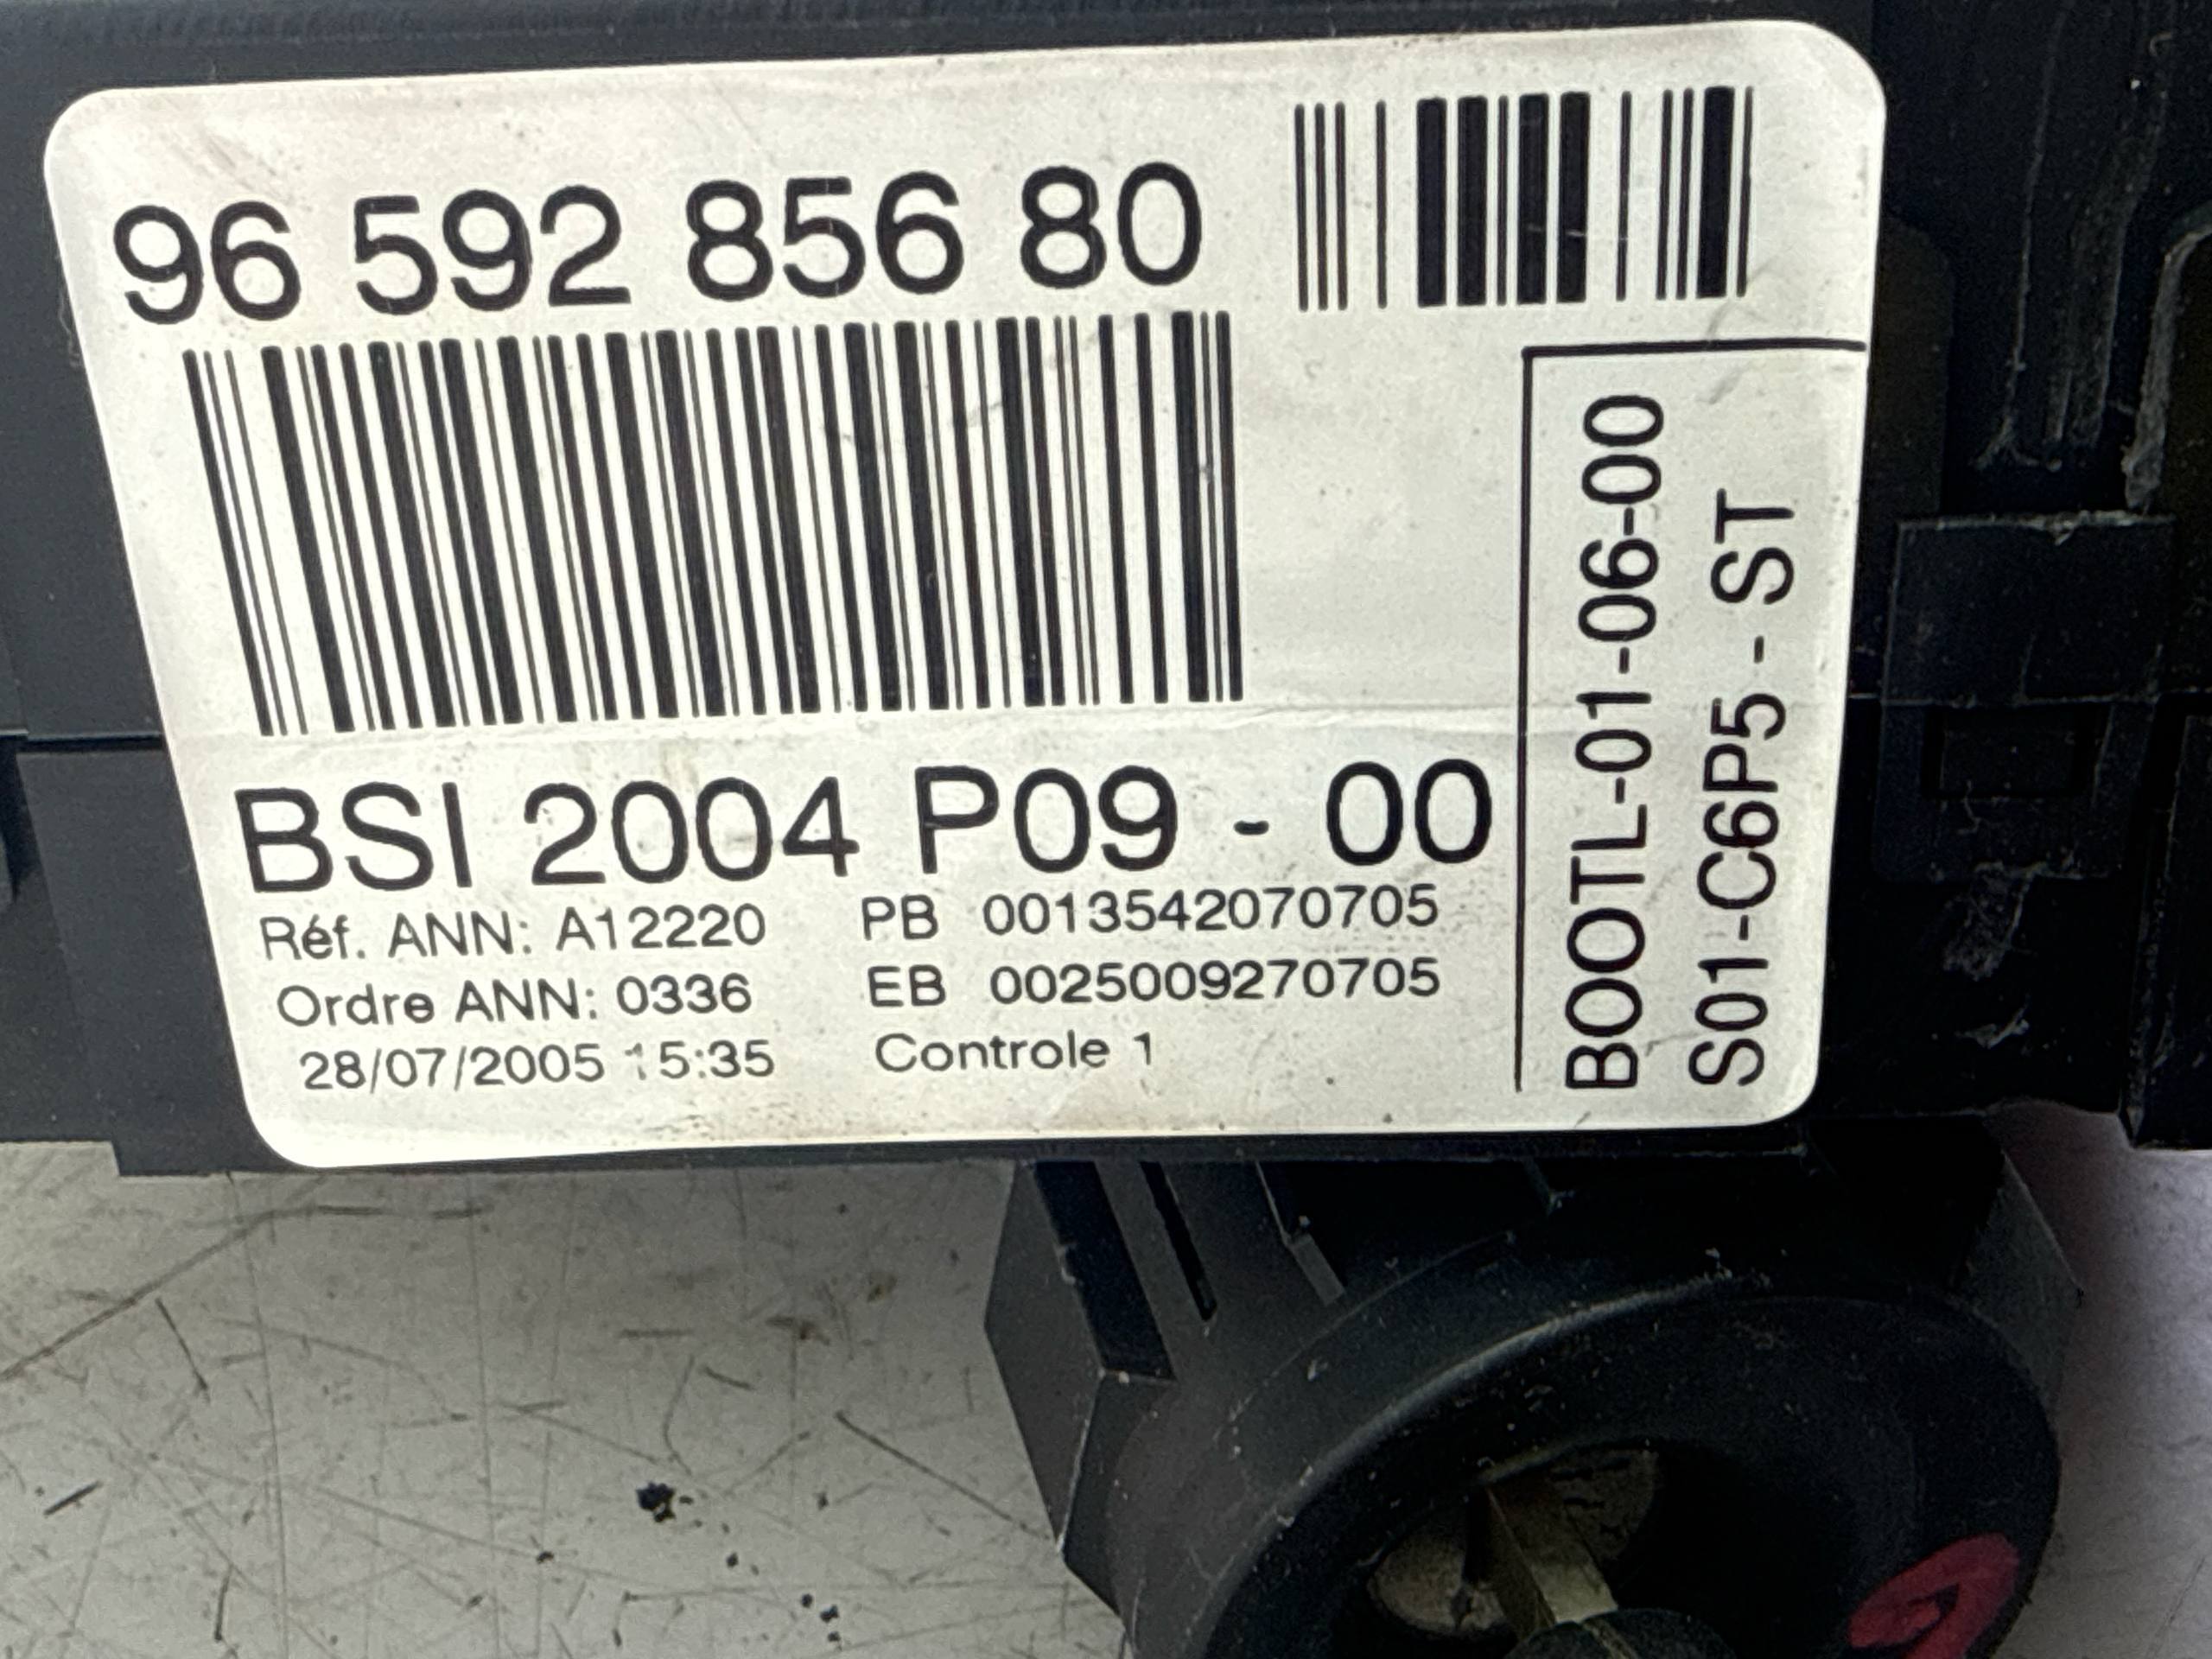 96 592 856 80
BSI 2004 P09 - 00
Réf. ANN: A12220
PB 0013542070705
Ordre ANN: 0336
EB 0025009270705
28/07/2005 15:35
Controle 1
BOOTL-01-06-00
S01-C6P5 - ST